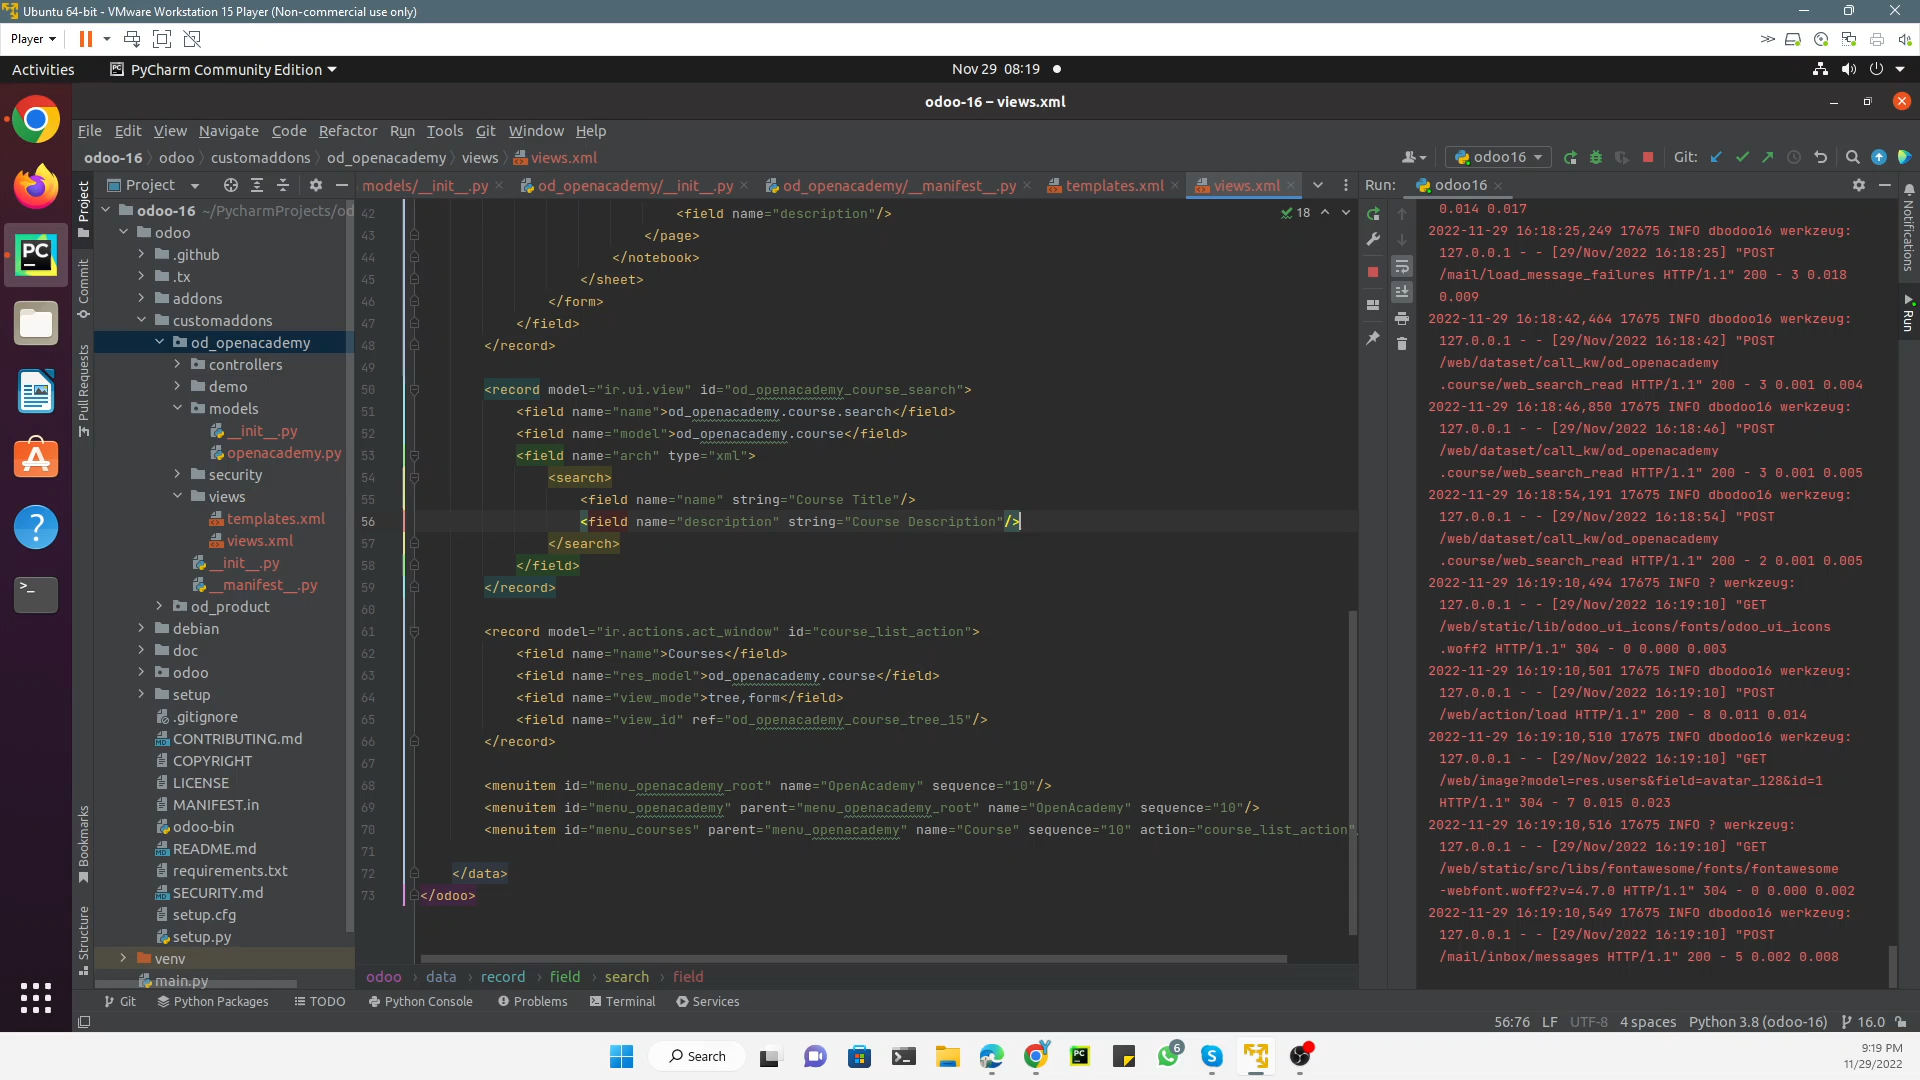 Ubuntu 64-bit - VMware Workstation 15 Player (Non-commercial use only)
Player
Activities
PyCharm Community Edition
Nov 29 08:19
odoo-16 – views.xml
File Edit View Navigate Code Refactor Run Tools Git Window Help
odoo-16 odoo customaddons od_openacademy views views.xml
odoo16
Git:
Project
models/__init__.py
od_openacademy/__init__.py
od_openacademy/__manifest__.py
templates.xml
views.xml
Run: odoo16
Project
Commit
Pull Requests
Bookmarks
Structure
odoo-16 ~/PycharmProjects/od
odoo
.github
.tx
addons
customaddons
od_openacademy
controllers
demo
models
__init__.py
openacademy.py
security
views
templates.xml
views.xml
__init__.py
__manifest__.py
od_product
debian
doc
odoo
setup
.gitignore
CONTRIBUTING.md
COPYRIGHT
LICENSE
MANIFEST.in
odoo-bin
README.md
requirements.txt
SECURITY.md
setup.cfg
setup.py
venv
main.py
18
42 <field name="description"/>
43 </page>
44 </notebook>
45 </sheet>
46 </form>
47 </field>
48 </record>
49
50 <record model="ir.ui.view" id="od_openacademy_course_search">
51 <field name="name">od_openacademy.course.search</field>
52 <field name="model">od_openacademy.course</field>
53 <field name="arch" type="xml">
54 <search>
55 <field name="name" string="Course Title"/>
56 <field name="description" string="Course Description"/>
57 </search>
58 </field>
59 </record>
60
61 <record model="ir.actions.act_window" id="course_list_action">
62 <field name="name">Courses</field>
63 <field name="res_model">od_openacademy.course</field>
64 <field name="view_mode">tree,form</field>
65 <field name="view_id" ref="od_openacademy_course_tree_15"/>
66 </record>
67
68 <menuitem id="menu_openacademy_root" name="OpenAcademy" sequence="10"/>
69 <menuitem id="menu_openacademy" parent="menu_openacademy_root" name="OpenAcademy" sequence="10"/>
70 <menuitem id="menu_courses" parent="menu_openacademy" name="Course" sequence="10" action="course_list_action"
71
72 </data>
73 </odoo>
odoo data record field search field
0.014 0.017
2022-11-29 16:18:25,249 17675 INFO dbodoo16 werkzeug:
127.0.0.1 - - [29/Nov/2022 16:18:25] "POST
/mail/load_message_failures HTTP/1.1" 200 - 3 0.018
0.009
2022-11-29 16:18:42,464 17675 INFO dbodoo16 werkzeug:
127.0.0.1 - - [29/Nov/2022 16:18:42] "POST
/web/dataset/call_kw/od_openacademy
.course/web_search_read HTTP/1.1" 200 - 3 0.001 0.004
2022-11-29 16:18:46,850 17675 INFO dbodoo16 werkzeug:
127.0.0.1 - - [29/Nov/2022 16:18:46] "POST
/web/dataset/call_kw/od_openacademy
.course/web_search_read HTTP/1.1" 200 - 3 0.001 0.005
2022-11-29 16:18:54,191 17675 INFO dbodoo16 werkzeug:
127.0.0.1 - - [29/Nov/2022 16:18:54] "POST
/web/dataset/call_kw/od_openacademy
.course/web_search_read HTTP/1.1" 200 - 2 0.001 0.005
2022-11-29 16:19:10,494 17675 INFO ? werkzeug:
127.0.0.1 - - [29/Nov/2022 16:19:10] "GET
/web/static/lib/odoo_ui_icons/fonts/odoo_ui_icons
.woff2 HTTP/1.1" 304 - 0 0.000 0.003
2022-11-29 16:19:10,501 17675 INFO dbodoo16 werkzeug:
127.0.0.1 - - [29/Nov/2022 16:19:10] "POST
/web/action/load HTTP/1.1" 200 - 8 0.011 0.014
2022-11-29 16:19:10,510 17675 INFO dbodoo16 werkzeug:
127.0.0.1 - - [29/Nov/2022 16:19:10] "GET
/web/image?model=res.users&field=avatar_128&id=1
HTTP/1.1" 304 - 7 0.015 0.023
2022-11-29 16:19:10,516 17675 INFO ? werkzeug:
127.0.0.1 - - [29/Nov/2022 16:19:10] "GET
/web/static/src/libs/fontawesome/fonts/fontawesome
-webfont.woff2?v=4.7.0 HTTP/1.1" 304 - 0 0.000 0.002
2022-11-29 16:19:10,549 17675 INFO dbodoo16 werkzeug:
127.0.0.1 - - [29/Nov/2022 16:19:10] "POST
/mail/inbox/messages HTTP/1.1" 200 - 5 0.002 0.008
Notifications
Run
Git Python Packages TODO Python Console Problems Terminal Services
56:76 LF UTF-8 4 spaces Python 3.8 (odoo-16) 16.0
Search
6
9:19 PM
11/29/2022